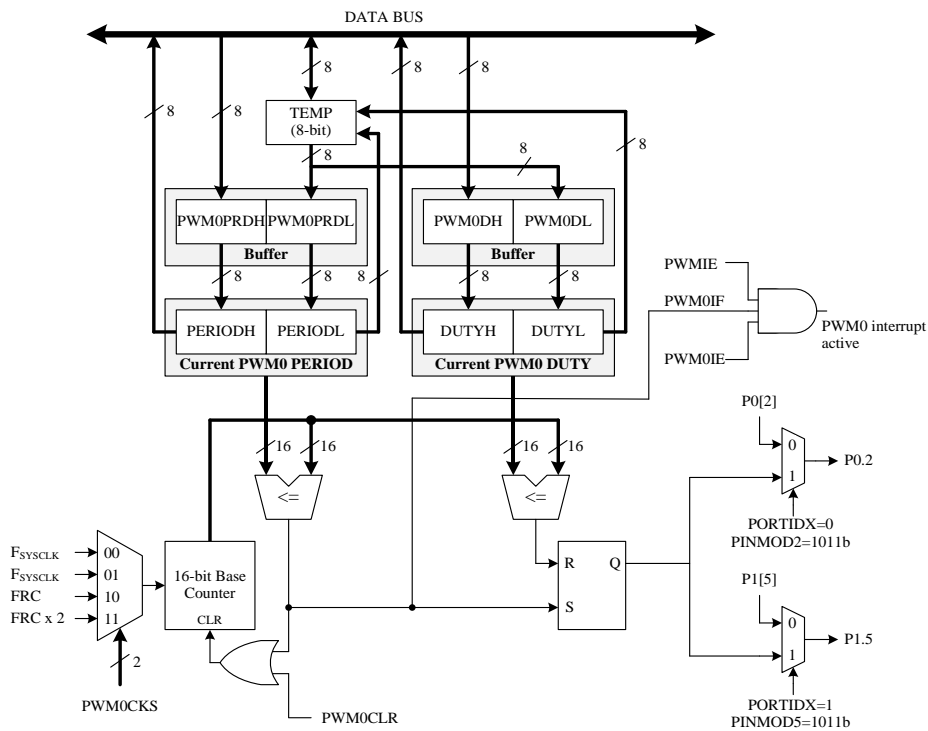 DATA BUS
8
8
8
8
8
TEMP
(8-bit)
8
8
8
PWM0PRDH
PWM0PRDL
Buffer
PWM0DH
PWM0DL
Buffer
8
8
8
8
8
PERIODH
PERIODL
Current PWM0 PERIOD
DUTYH
DUTYL
Current PWM0 DUTY
PWMIE
PWM0IF
PWM0IE
PWM0 interrupt
active
16
16
16
16
<=
<=
P0[2]
0
1
P0.2
PORTIDX=0
PINMOD2=1011b
FSYSCLK
00
FSYSCLK
01
FRC
10
FRC x 2
11
2
PWM0CKS
16-bit Base
Counter
CLR
PWM0CLR
R
Q
S
P1[5]
0
1
P1.5
PORTIDX=1
PINMOD5=1011b